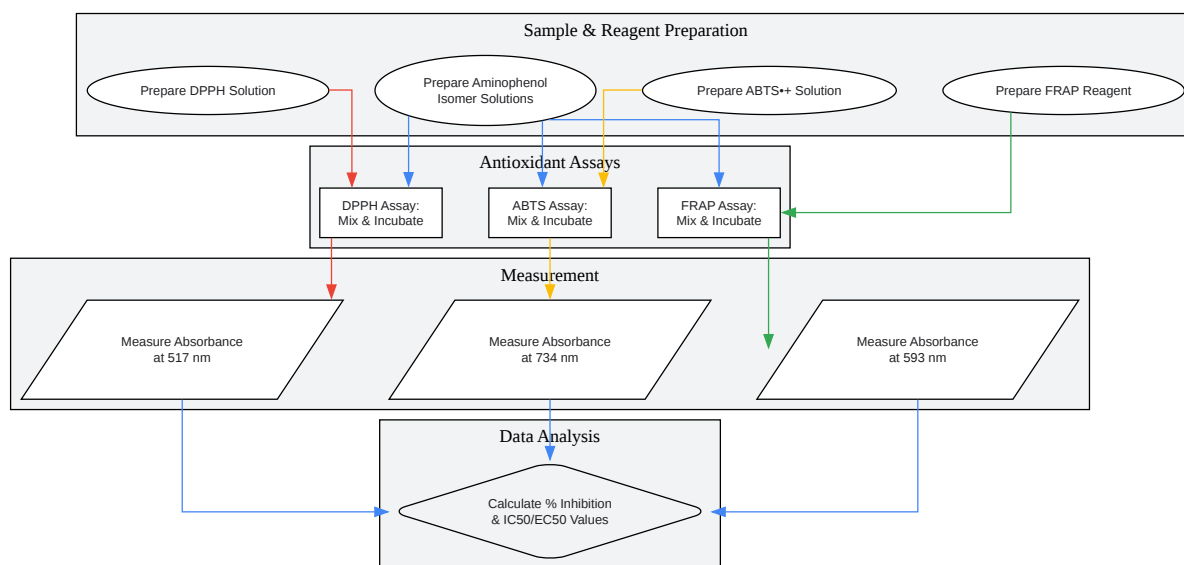 Sample & Reagent Preparation
Prepare DPPH Solution
Prepare Aminophenol
Isomer Solutions
Prepare ABTS•+ Solution
Prepare FRAP Reagent
Antioxidant Assays
DPPH Assay:
Mix & Incubate
ABTS Assay:
Mix & Incubate
FRAP Assay:
Mix & Incubate
Measurement
Measure Absorbance
at 517 nm
Measure Absorbance
at 734 nm
Measure Absorbance
at 593 nm
Data Analysis
Calculate % Inhibition
& IC50/EC50 Values